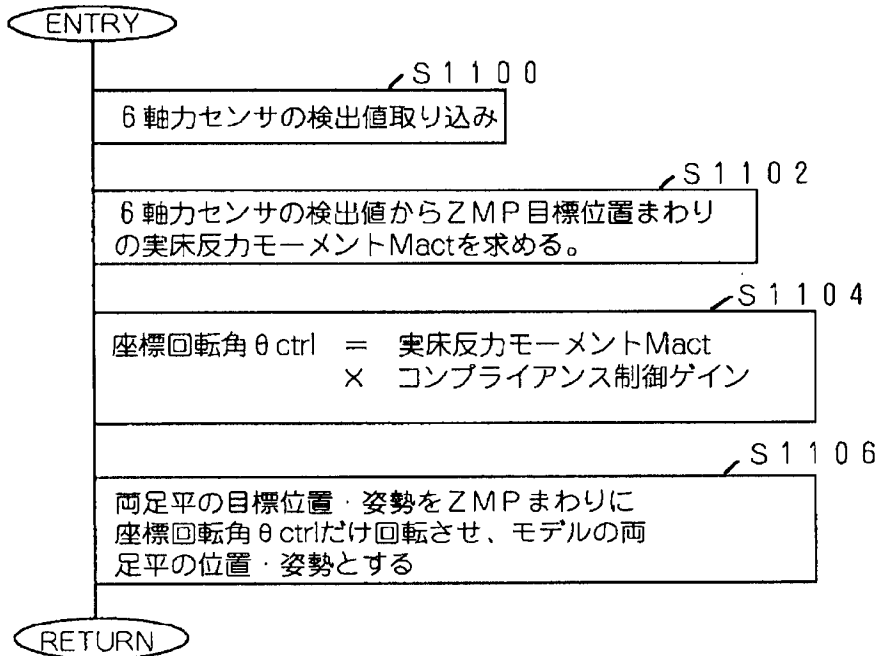 ENTRY
S1100
6軸力センサの検出値取り込み
S1102
6軸力センサの検出値からZMP目標位置まわり
の実床反力モーメントMactを求める。
S1104
座標回転角θctrl = 実床反力モーメントMact
× コンプライアンス制御ゲイン
S1106
両足平の目標位置・姿勢をZMPまわりに
座標回転角θctrlだけ回転させ、モデルの両
足平の位置・姿勢とする
RETURN